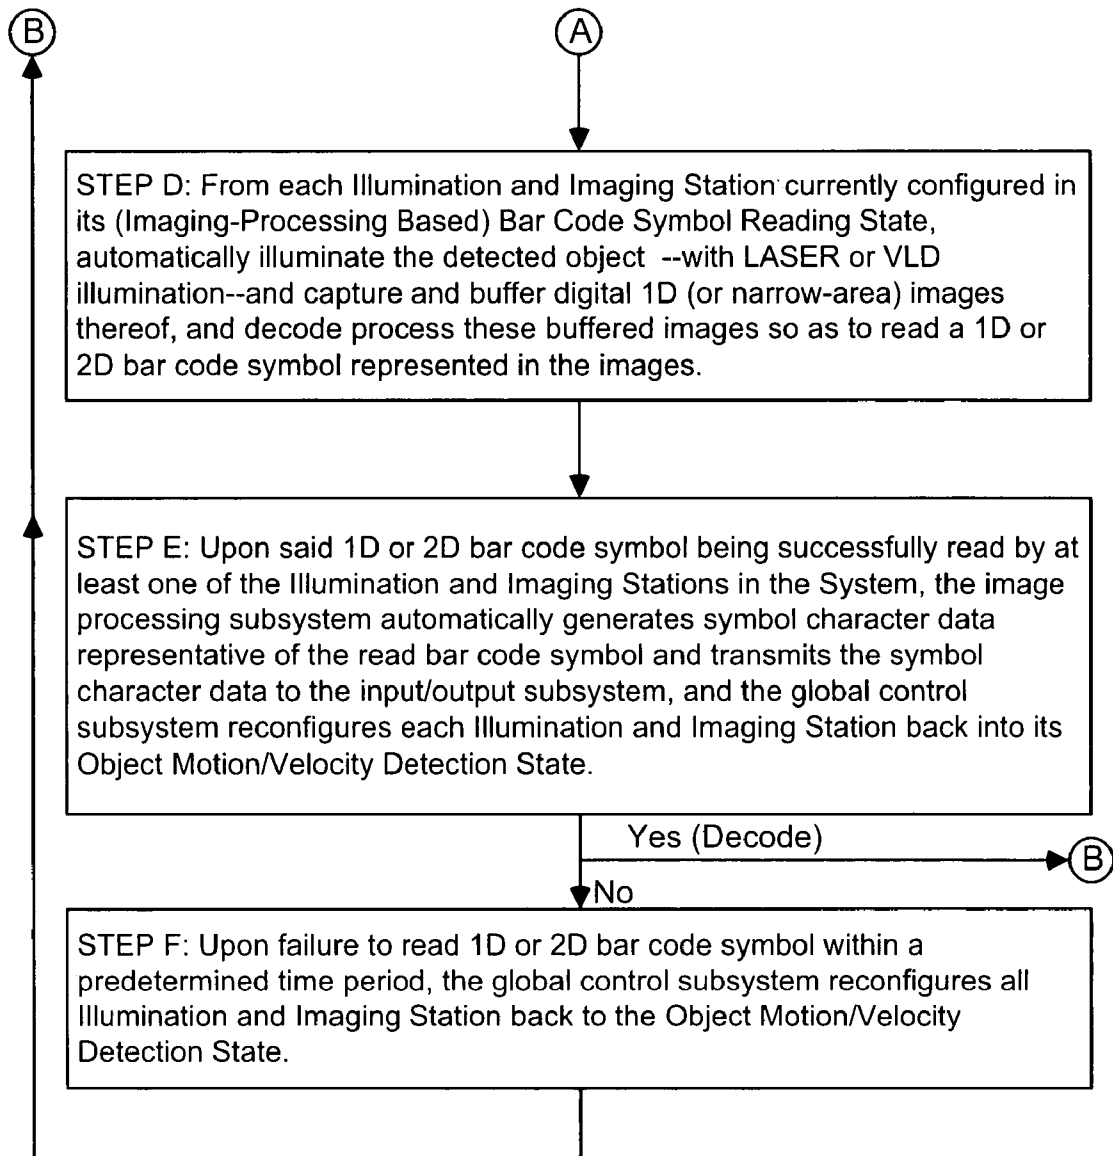 B
A
STEP D: From each Illumination and Imaging Station currently configured in
its (Imaging-Processing Based) Bar Code Symbol Reading State,
automatically illuminate the detected object --with LASER or VLD
illumination--and capture and buffer digital 1D (or narrow-area) images
thereof, and decode process these buffered images so as to read a 1D or
2D bar code symbol represented in the images.
STEP E: Upon said 1D or 2D bar code symbol being successfully read by at
least one of the Illumination and Imaging Stations in the System, the image
processing subsystem automatically generates symbol character data
representative of the read bar code symbol and transmits the symbol
character data to the input/output subsystem, and the global control
subsystem reconfigures each Illumination and Imaging Station back into its
Object Motion/Velocity Detection State.
Yes (Decode)
B
No
STEP F: Upon failure to read 1D or 2D bar code symbol within a
predetermined time period, the global control subsystem reconfigures all
Illumination and Imaging Station back to the Object Motion/Velocity
Detection State.